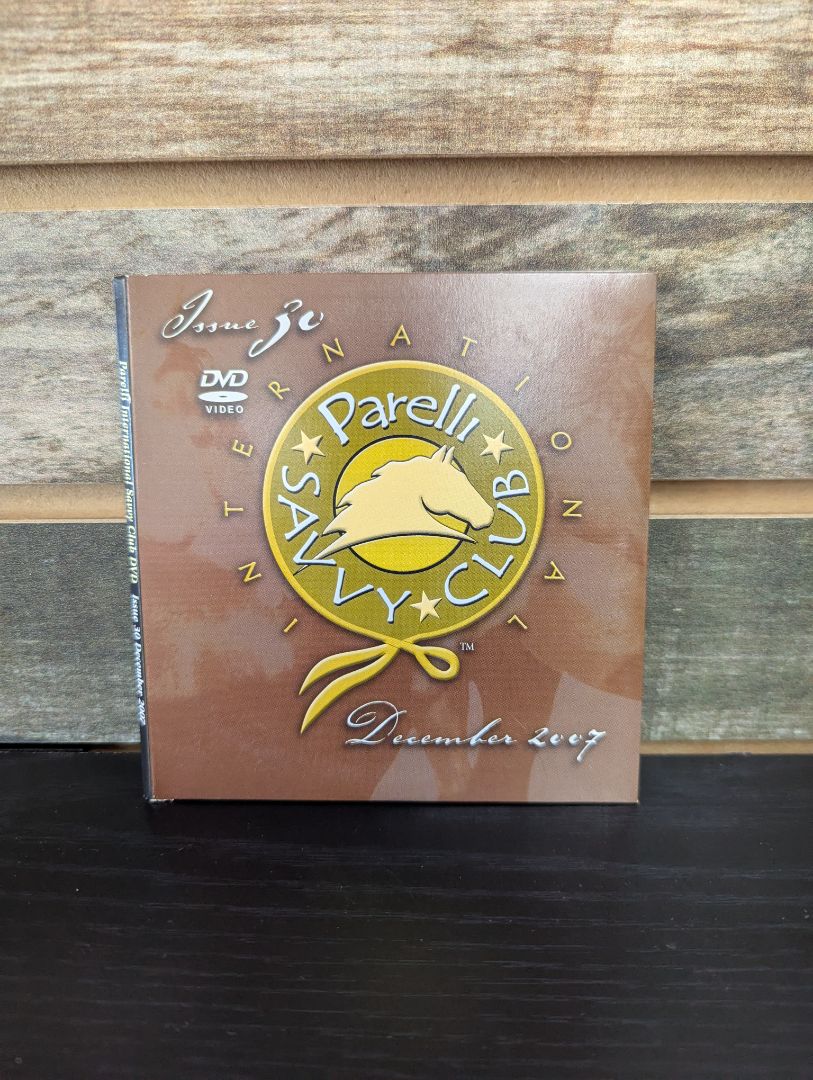 Issue 30
DVD
VIDEO
INTERNATIONAL
Parelli
SAVVY CLUB
TM
December 2007
Parelli International Savvy Club DVD Issue 30 December 2007